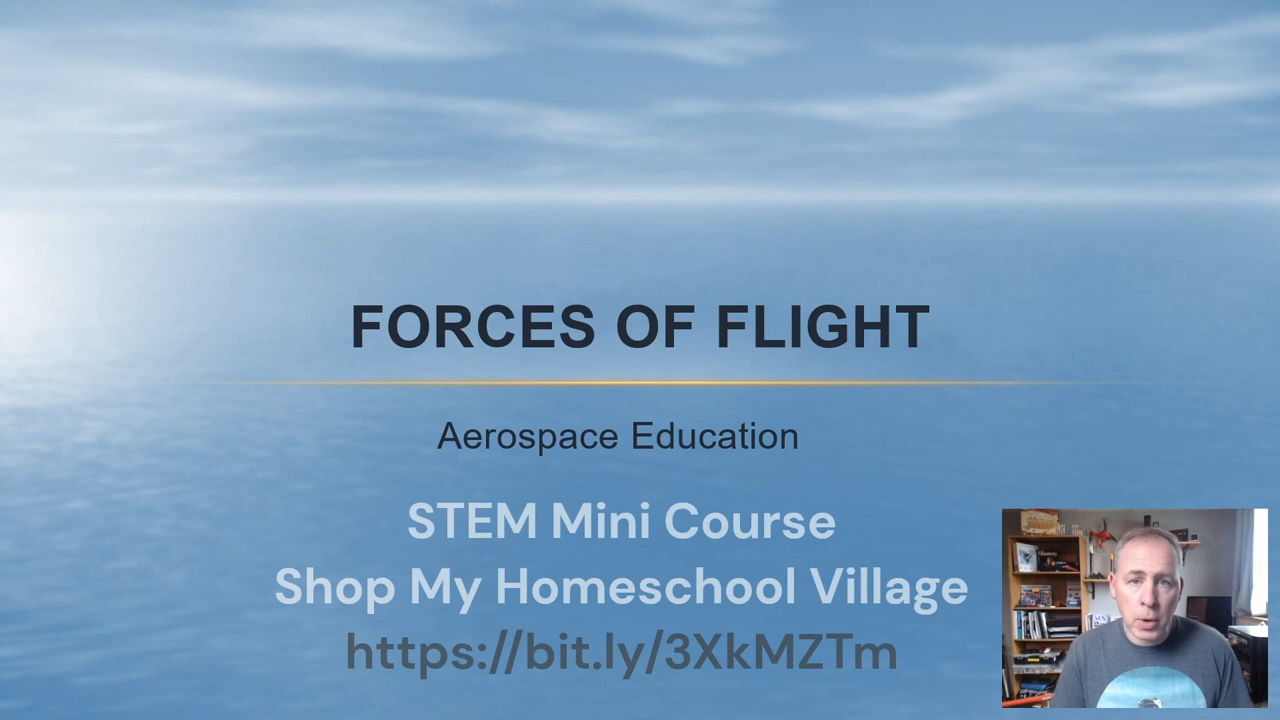 FORCES OF FLIGHT
Aerospace Education
STEM Mini Course
Shop My Homeschool Village
https://bit.ly/3XkMZTm